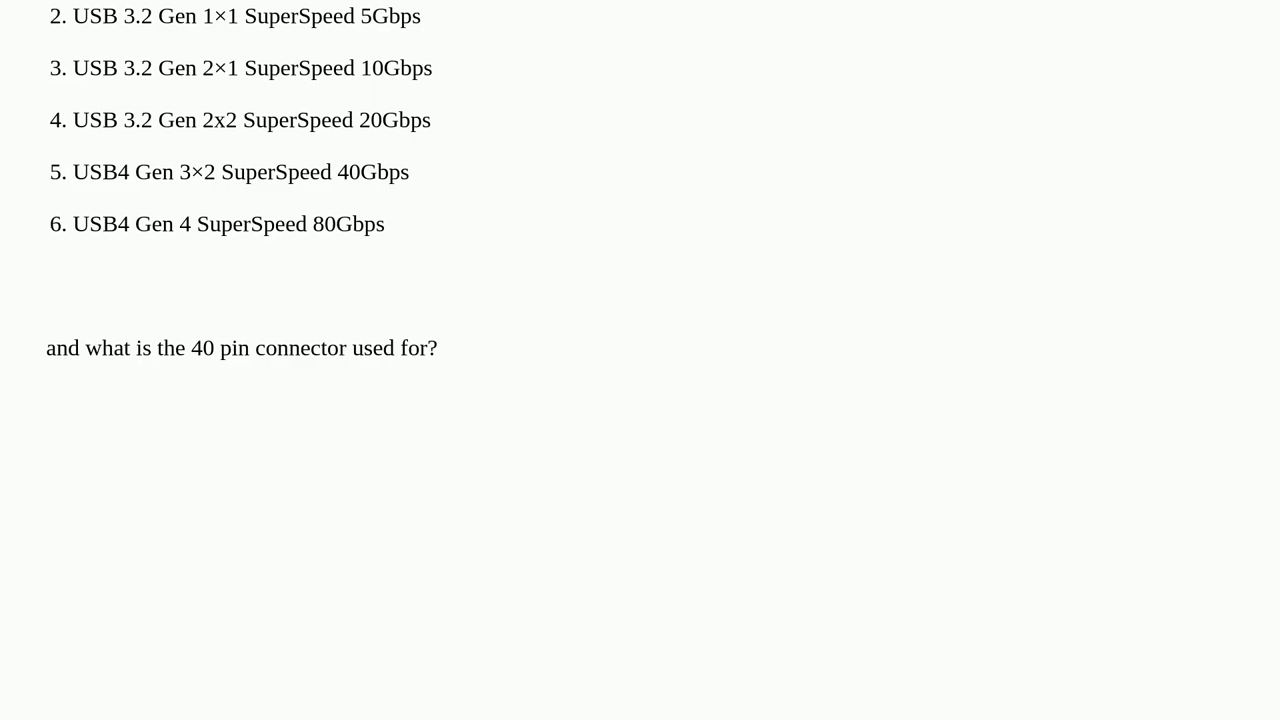 2. USB 3.2 Gen 1×1 SuperSpeed 5Gbps
3. USB 3.2 Gen 2×1 SuperSpeed 10Gbps
4. USB 3.2 Gen 2x2 SuperSpeed 20Gbps
5. USB4 Gen 3×2 SuperSpeed 40Gbps
6. USB4 Gen 4 SuperSpeed 80Gbps
and what is the 40 pin connector used for?